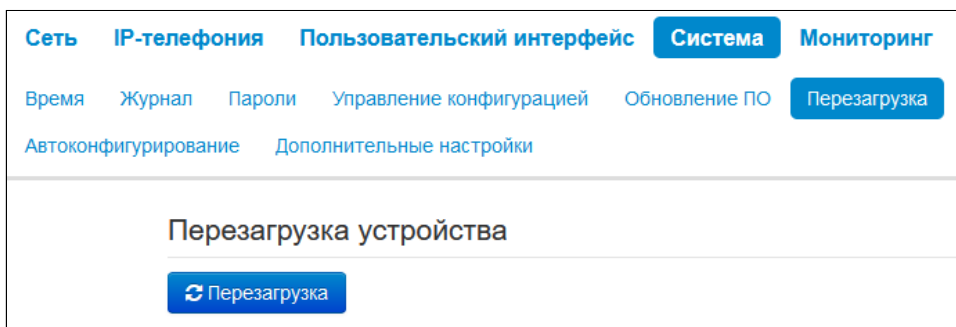 Сеть IP-телефония Пользовательский интерфейс Система Мониторинг
Время Журнал Пароли Управление конфигурацией Обновление ПО Перезагрузка
Автоконфигурирование Дополнительные настройки
Перезагрузка устройства
Перезагрузка